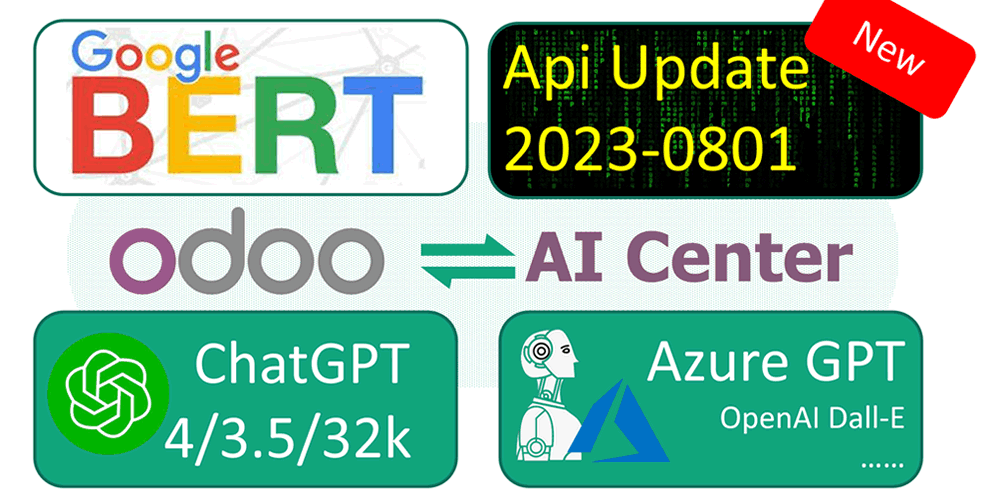 Google
BERT
Api Update
2023-0801
New
odoo
AI Center
ChatGPT
4/3.5/32k
Azure GPT
OpenAI Dall-E
......